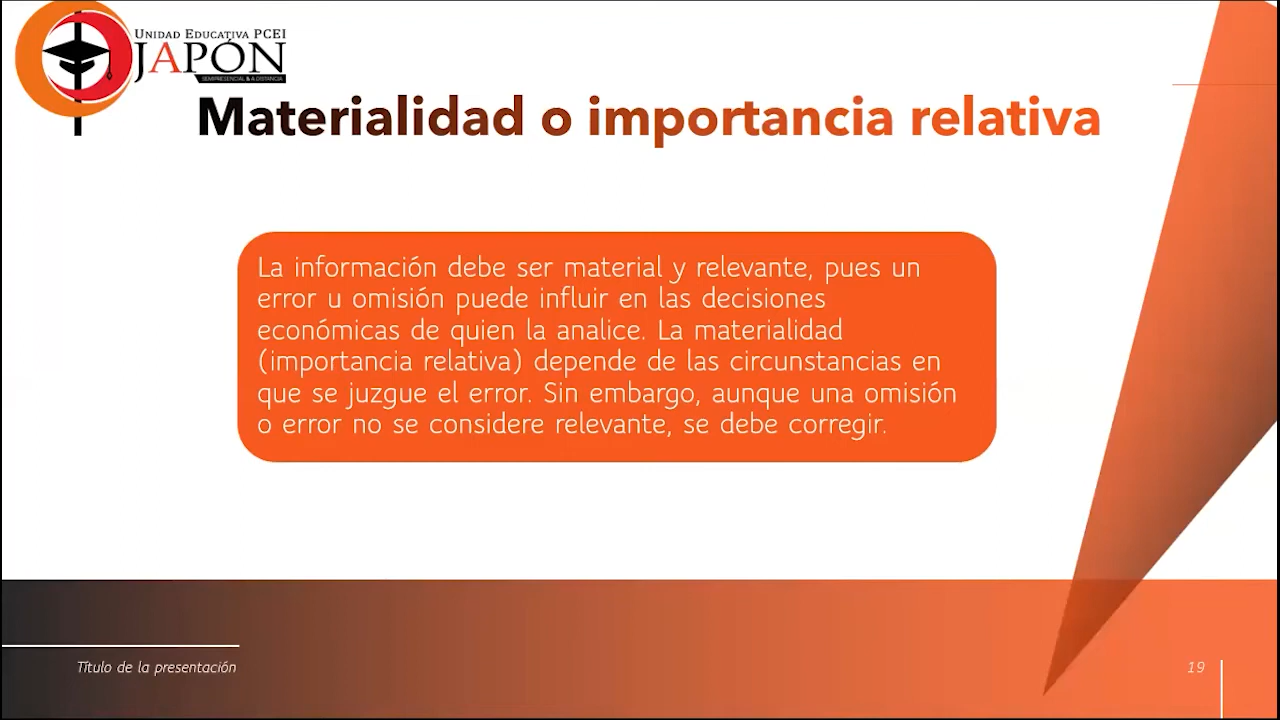 Unidad Educativa PCEI
JAPÓN
SEMIPRESENCIAL & A DISTANCIA
Materialidad o importancia relativa
La información debe ser material y relevante, pues un
error u omisión puede influir en las decisiones
económicas de quien la analice. La materialidad
(importancia relativa) depende de las circunstancias en
que se juzgue el error. Sin embargo, aunque una omisión
o error no se considere relevante, se debe corregir.
Título de la presentación
19